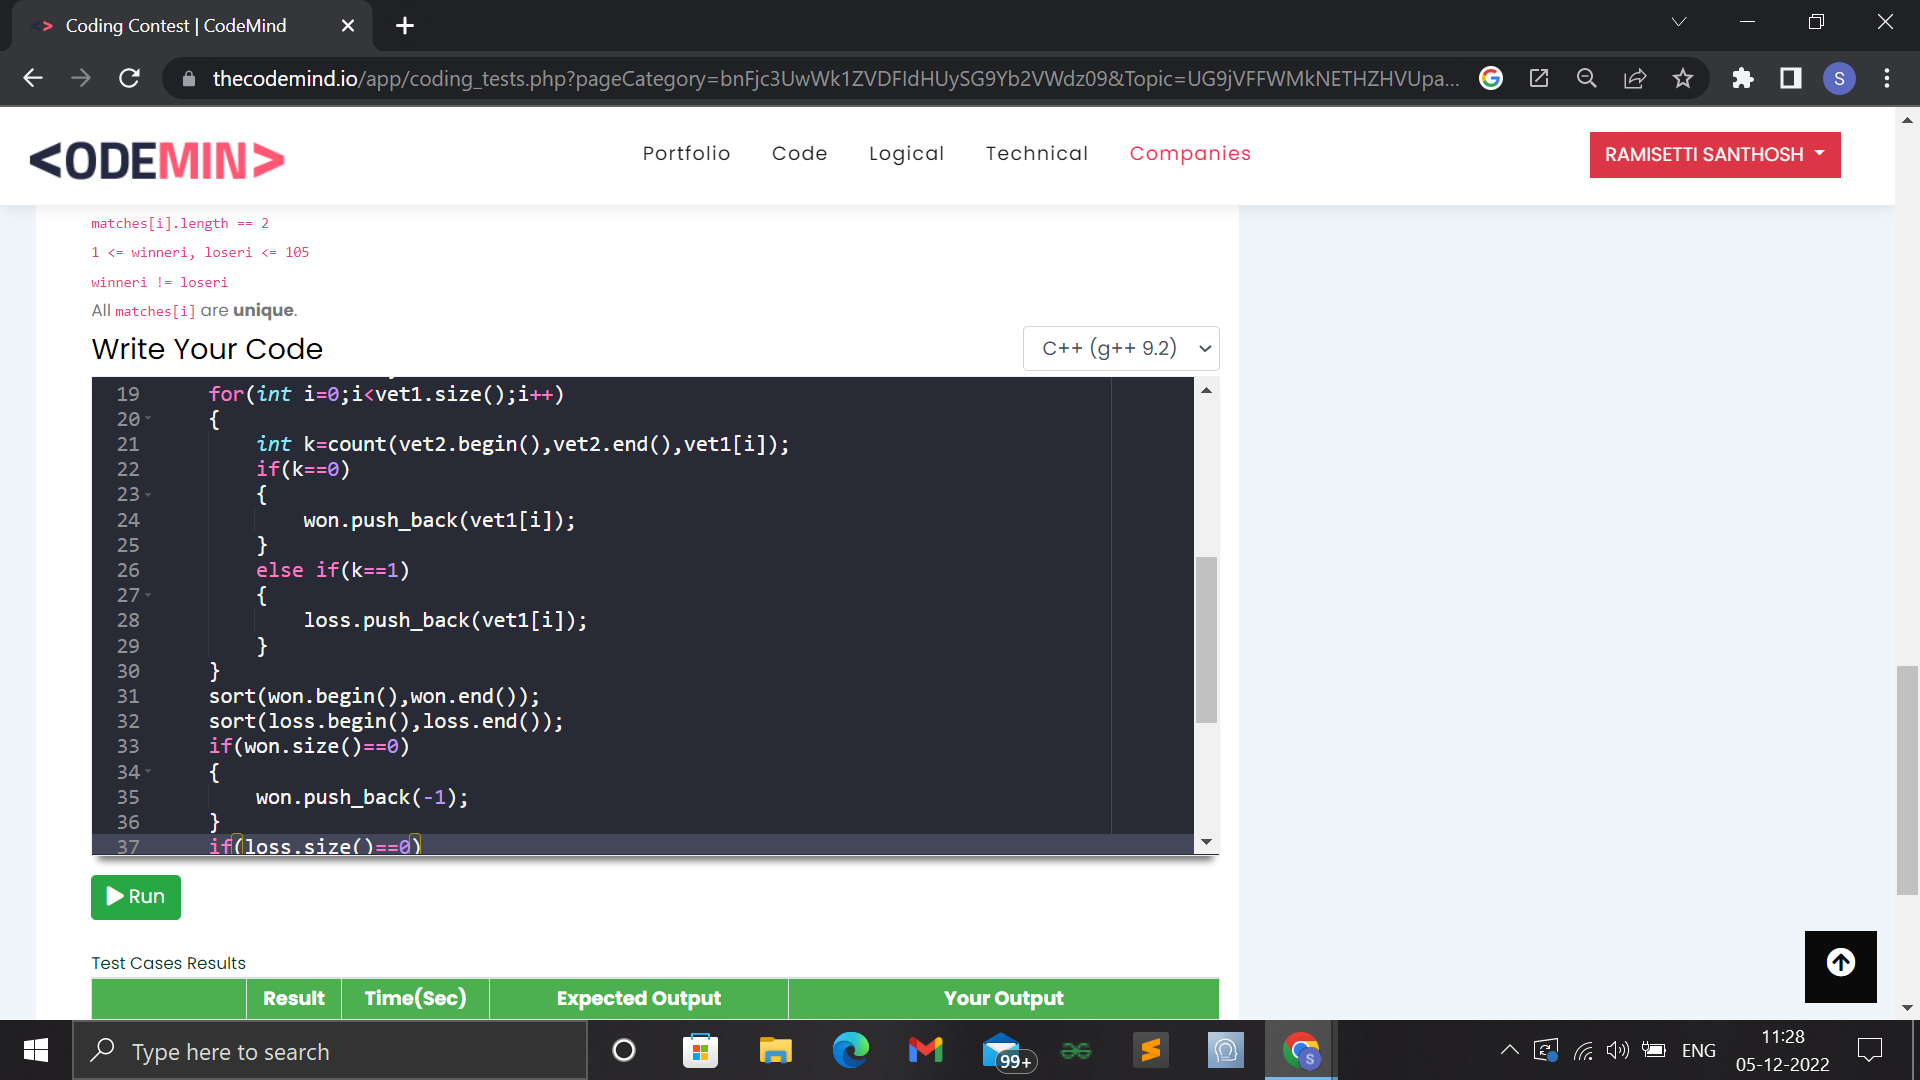 Coding Contest | CodeMind
thecodemind.io/app/coding_tests.php?pageCategory=bnFjc3UwWk1ZVDFIdHUySG9Yb2VWdz09&Topic=UG9jVFFWMkNETHZHVUpa...
S
<ODEMIN>
Portfolio
Code
Logical
Technical
Companies
RAMISETTI SANTHOSH
matches[i].length == 2
1 <= winneri, loseri <= 105
winneri != loseri
All matches[i] are unique.
Write Your Code
C++ (g++ 9.2)
19 for(int i=0;i<vet1.size();i++)
20 {
21 int k=count(vet2.begin(),vet2.end(),vet1[i]);
22 if(k==0)
23 {
24 won.push_back(vet1[i]);
25 }
26 else if(k==1)
27 {
28 loss.push_back(vet1[i]);
29 }
30 }
31 sort(won.begin(),won.end());
32 sort(loss.begin(),loss.end());
33 if(won.size()==0)
34 {
35 won.push_back(-1);
36 }
37 if(loss.size()==0)
Run
Test Cases Results
Result
Time(Sec)
Expected Output
Your Output
Type here to search
99+
S
ENG
11:28
05-12-2022